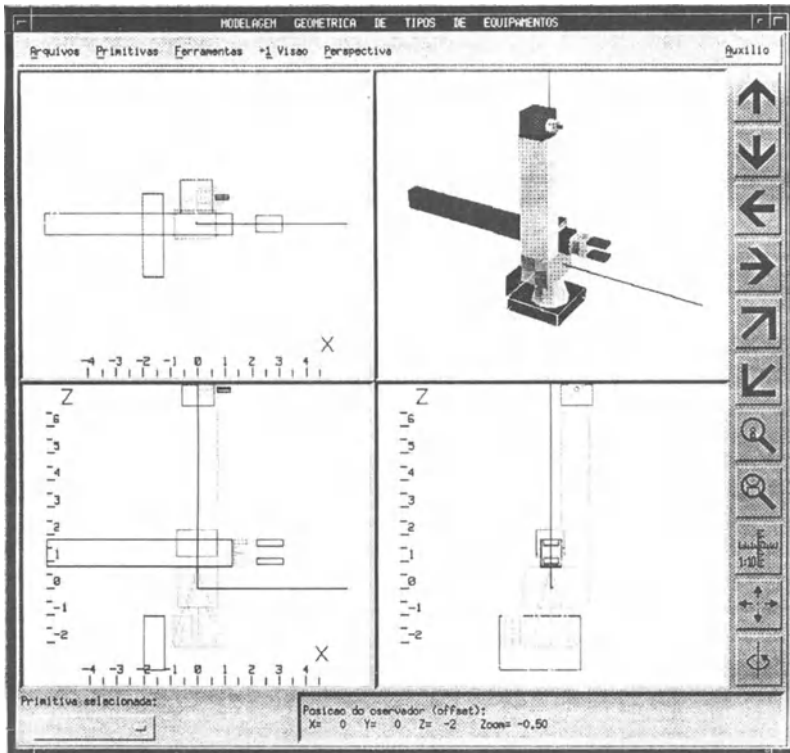 MODELAGEM GEOMETRICA DE TIPOS DE EQUIPAMENTOS
Arquivos Primitivas Ferramentas +1 Visao Perspectiva Auxilio
X
-4 -3 -2 -1 0 1 2 3 4
Z
6
5
4
3
2
1
0
-1
-2
X
-4 -3 -2 -1 0 1 2 3 4
Z
6
5
4
3
2
1
0
-1
-2
1:10
Primitiva selecionada:
Posicao do oservador (offset):
X= 0 Y= 0 Z= -2 Zoom= -0.50